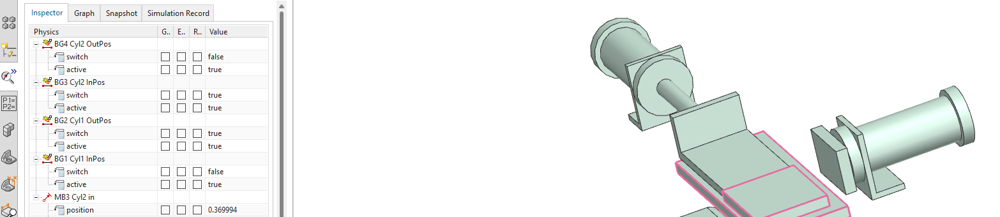 Inspector Graph Snapshot Simulation Record
Physics G.. E.. R.. Value
BG4 Cyl2 OutPos
switch false
active true
BG3 Cyl2 InPos
switch true
active true
BG2 Cyl1 OutPos
switch true
active true
BG1 Cyl1 InPos
switch false
active true
MB3 Cyl2 in
position 0.369994
P1=
P2=